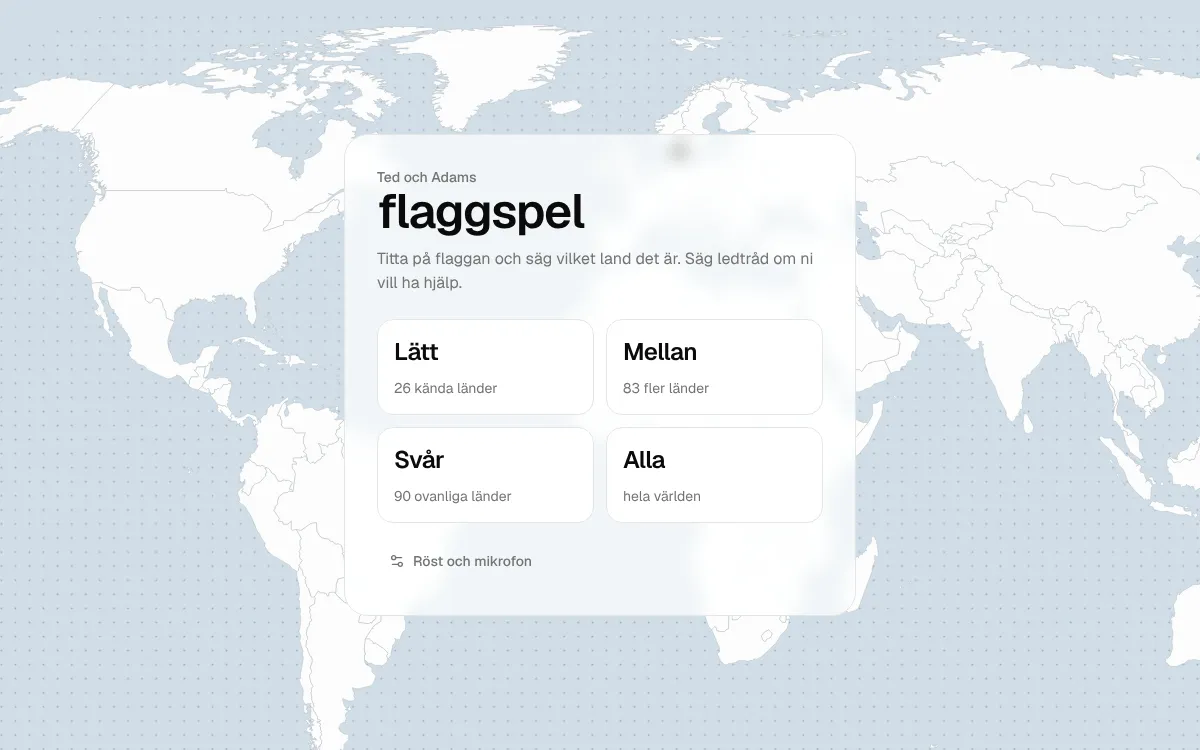 Ted och Adams
flaggspel
Titta på flaggan och säg vilket land det är. Säg ledtråd om ni
vill ha hjälp.
Lätt
26 kända länder
Mellan
83 fler länder
Svår
90 ovanliga länder
Alla
hela världen
Röst och mikrofon